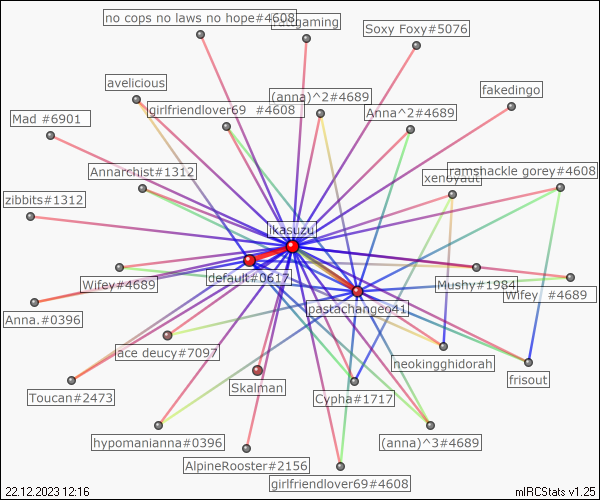 no cops no laws no hope#4608
Soxy Foxy#5076
avelicious
(anna)^2#4689
fakedingo
girlfriendlover69 #4608
Anna^2#4689
Mad #6901
Annarchist#1312
xenoyaut
ramshackle gorey#4608
zibbits#1312
Ikasuzu
Wifey#4689
default#0617
Mushy#1984
Wifey #4689
Anna.#0396
pastachangeo41
ace deucy#7097
neokingghidorah
Toucan#2473
Skalman
Cypha#1717
frisout
hypomanianna#0396
(anna)^3#4689
AlpineRooster#2156
girlfriendlover69#4608
22.12.2023 12:16
mIRCStats v1.25